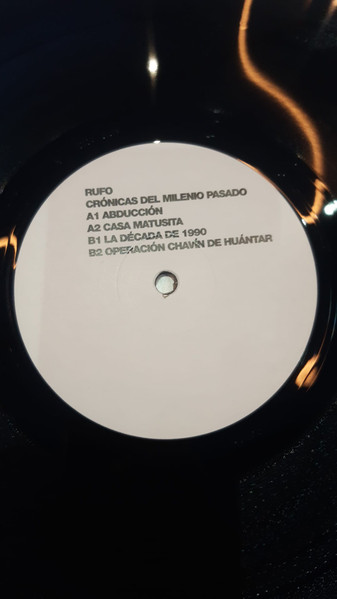 RUFO
CRÓNICAS DEL MILENIO PASADO
A1 ABDUCCIÓN
A2 CASA MATUSITA
B1 LA DÉCADA DE 1990
B2 OPERACIÓN CHAVÍN DE HUÁNTAR